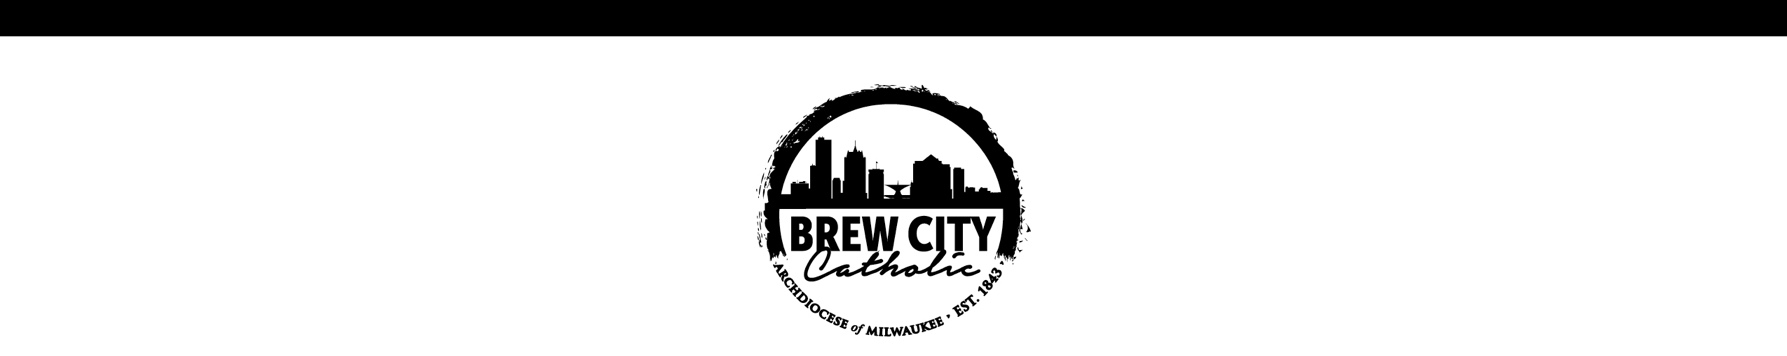 BREW CITY
Catholic
ARCHDIOCESE of MILWAUKEE • EST. 1843 •